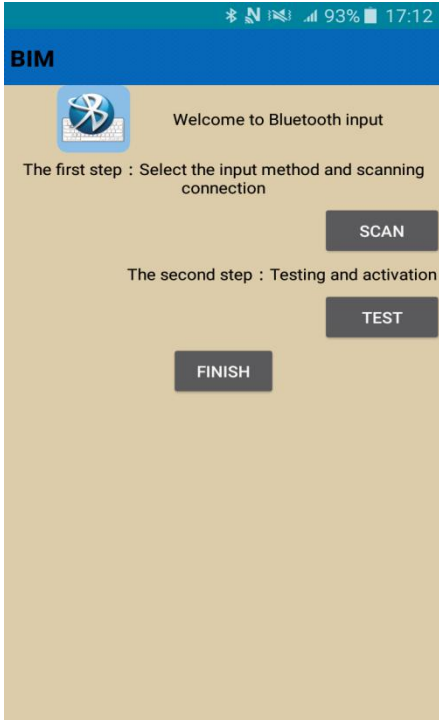 93% 17:12
BIM
Welcome to Bluetooth input
The first step：Select the input method and scanning
connection
SCAN
The second step：Testing and activation
TEST
FINISH